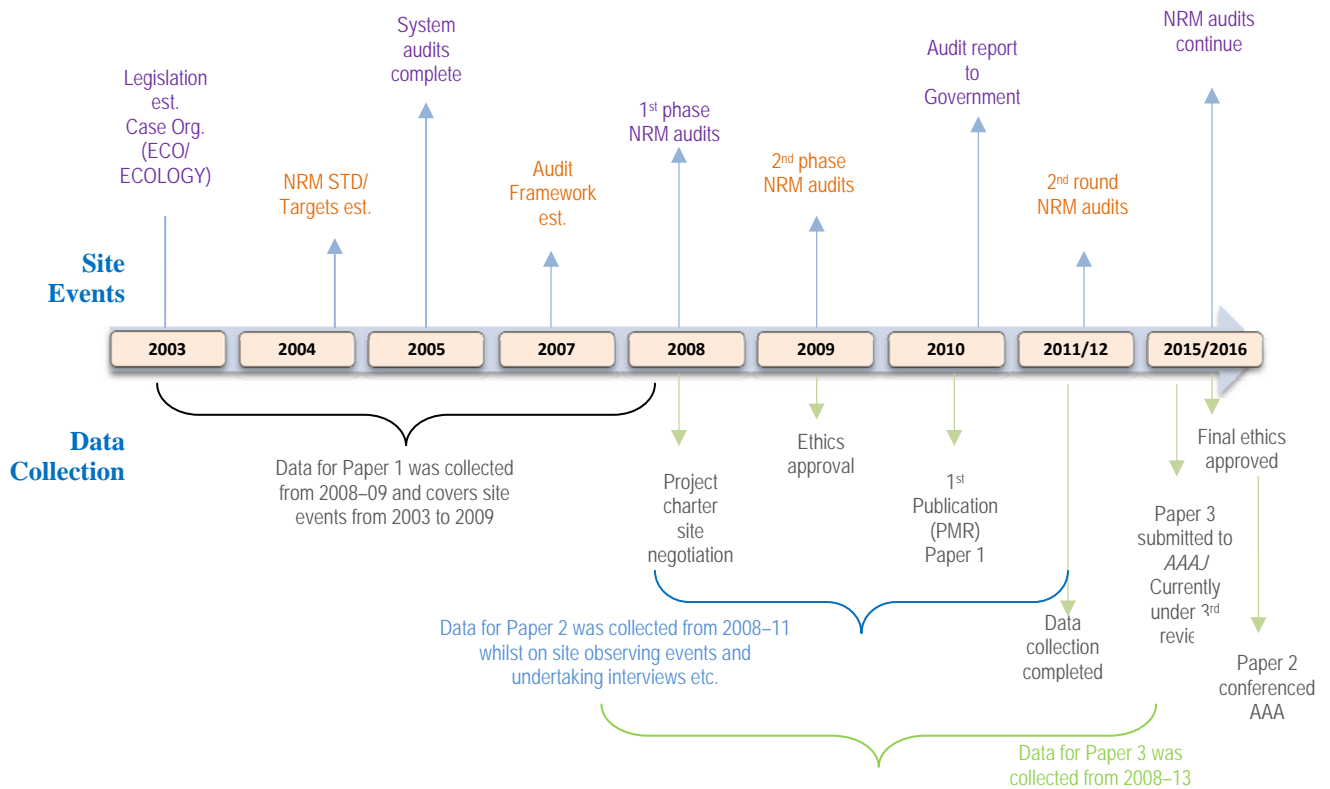 System
audits
complete
NRM audits
continue
Audit report
to
Government
Legislation
est.
Case Org.
(ECO/
ECOLOGY)
1st phase
NRM audits
2nd phase
NRM audits
Audit
Framework
est.
NRM STD/
Targets est.
2nd round
NRM audits
Site
Events
2003
2004
2005
2007
2008
2009
2010
2011/12
2015/2016
Data
Collection
Data for Paper 1 was collected
from 2008–09 and covers site
events from 2003 to 2009
Project
charter
site
negotiation
Ethics
approval
1st
Publication
(PMR)
Paper 1
Final ethics
approved
Paper 3
submitted to
AAAJ
Currently
under 3rd
revie
Data for Paper 2 was collected from 2008–11
whilst on site observing events and
undertaking interviews etc.
Data
collection
completed
Paper 2
conferenced
AAA
Data for Paper 3 was
collected from 2008–13